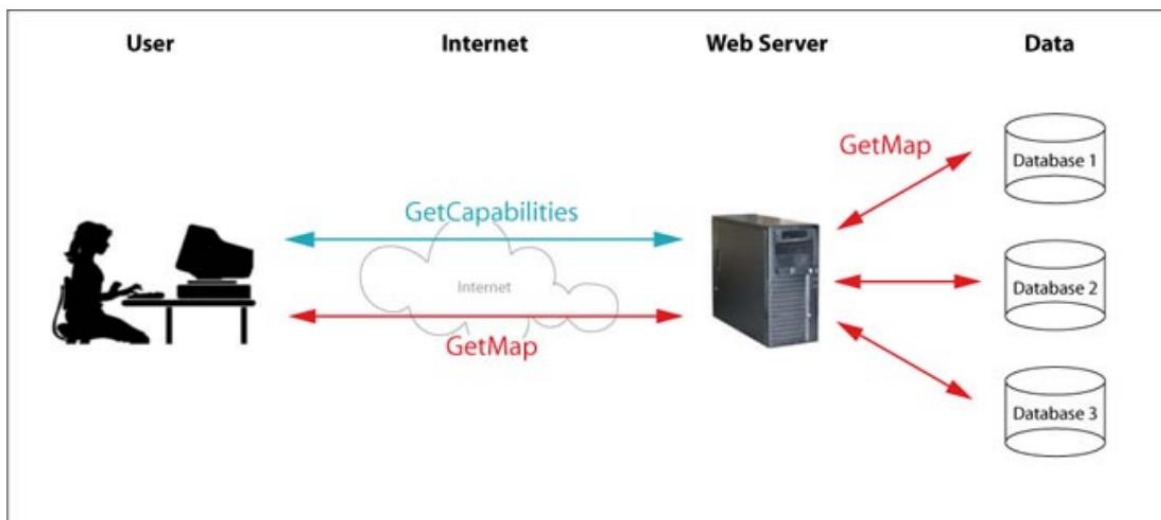 User Internet Web Server Data
GetMap
Database 1
GetCapabilities
Internet
Database 2
GetMap
Database 3